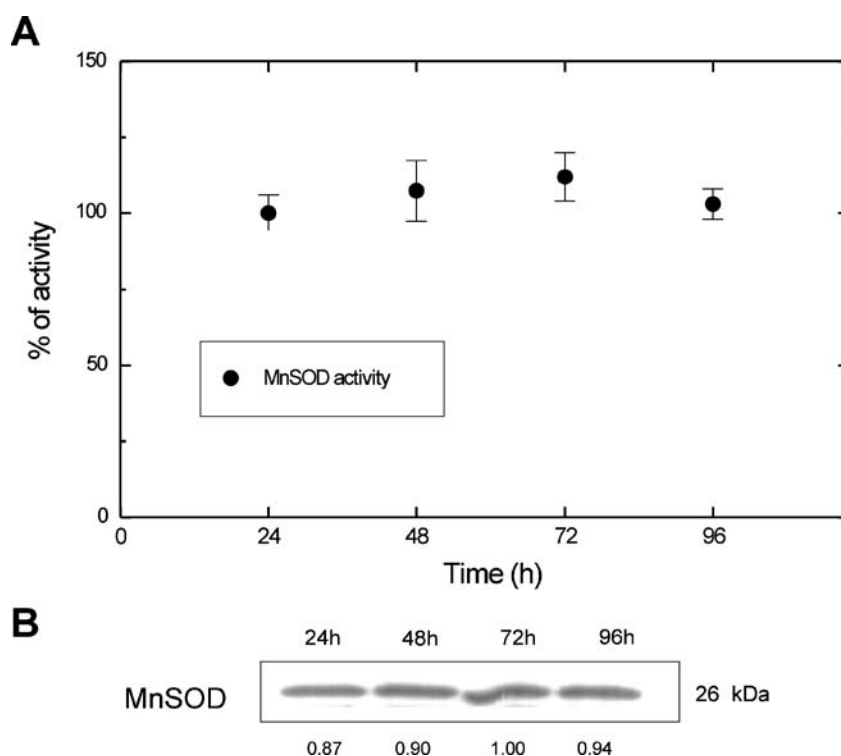 A
150
100
50
0
% of activity
MnSOD activity
0 24 48 72 96
Time (h)
B
24h 48h 72h 96h
MnSOD 26 kDa
0.87 0.90 1.00 0.94